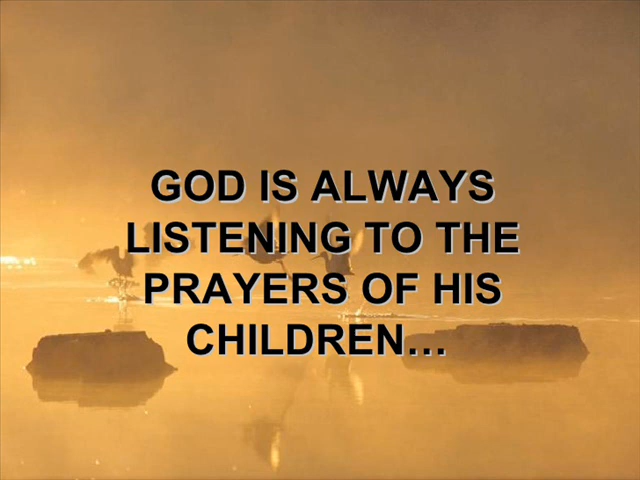 GOD IS ALWAYS
LISTENING TO THE
PRAYERS OF HIS
CHILDREN…